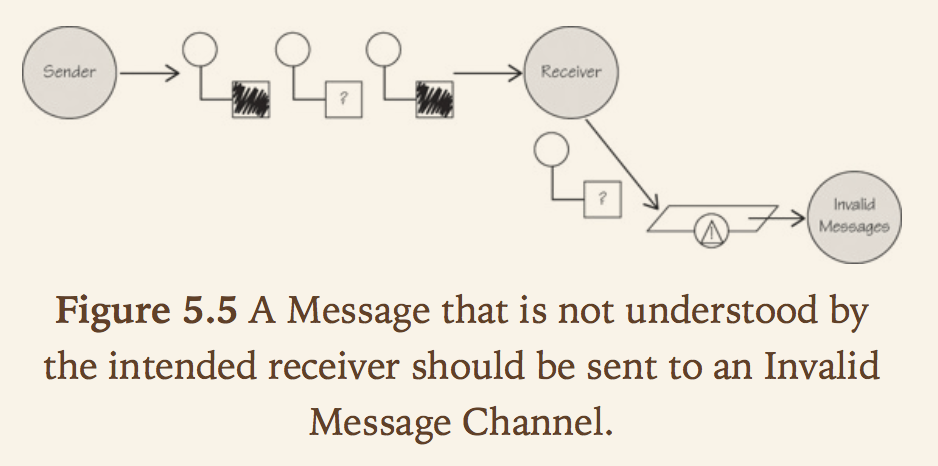 Sender
?
Receiver
?
Invalid
Messages
Figure 5.5 A Message that is not understood by
the intended receiver should be sent to an Invalid
Message Channel.